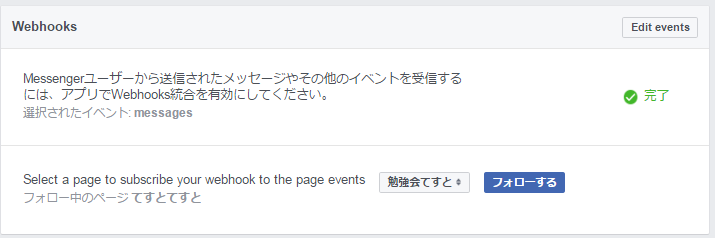 Webhooks
Edit events
Messengerユーザーから送信されたメッセージやその他のイベントを受信する
には、アプリでWebhooks統合を有効にしてください。
選択されたイベント: messages
完了
Select a page to subscribe your webhook to the page events
勉強会てすと
フォローする
フォロー中のページ てすとてすと